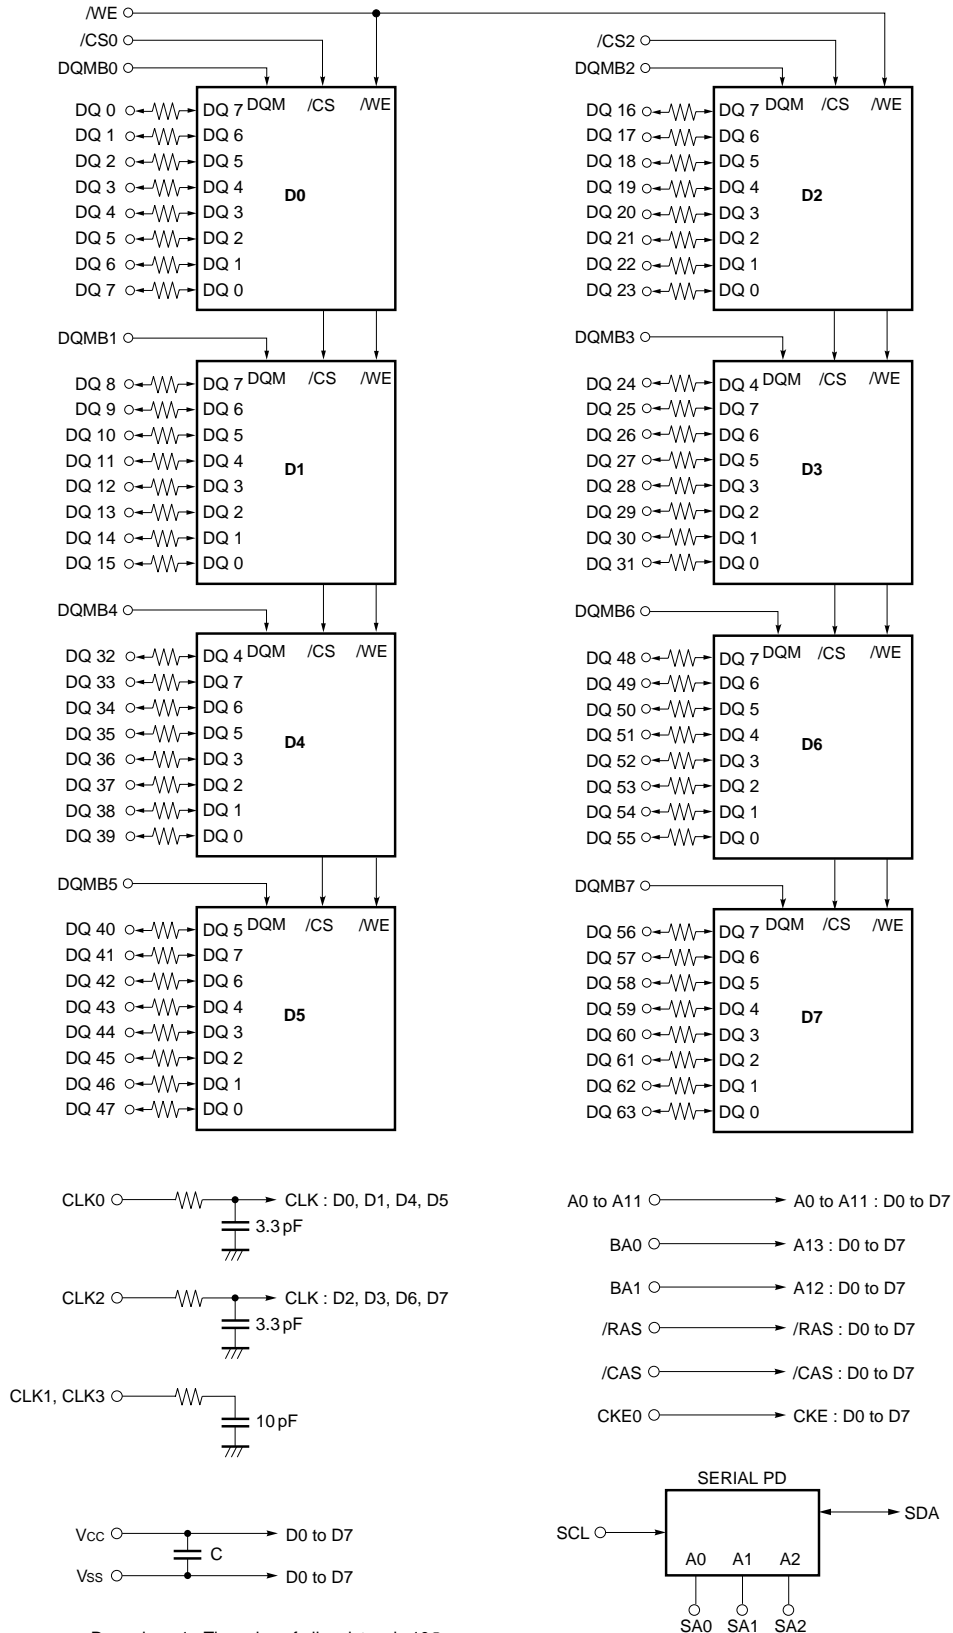 /WE
/CS0
DQMB0
DQM /CS /WE
DQ 0 DQ 7
DQ 1 DQ 6
DQ 2 DQ 5
DQ 3 DQ 4
D0
DQ 4 DQ 3
DQ 5 DQ 2
DQ 6 DQ 1
DQ 7 DQ 0
DQMB1
DQM /CS /WE
DQ 8 DQ 7
DQ 9 DQ 6
DQ 10 DQ 5
DQ 11 DQ 4
D1
DQ 12 DQ 3
DQ 13 DQ 2
DQ 14 DQ 1
DQ 15 DQ 0
DQMB4
DQM /CS /WE
DQ 32 DQ 4
DQ 33 DQ 7
DQ 34 DQ 6
DQ 35 DQ 5
D4
DQ 36 DQ 3
DQ 37 DQ 2
DQ 38 DQ 1
DQ 39 DQ 0
DQMB5
DQM /CS /WE
DQ 40 DQ 5
DQ 41 DQ 7
DQ 42 DQ 6
DQ 43 DQ 4
D5
DQ 44 DQ 3
DQ 45 DQ 2
DQ 46 DQ 1
DQ 47 DQ 0
/CS2
DQMB2
DQM /CS /WE
DQ 16 DQ 7
DQ 17 DQ 6
DQ 18 DQ 5
DQ 19 DQ 4
D2
DQ 20 DQ 3
DQ 21 DQ 2
DQ 22 DQ 1
DQ 23 DQ 0
DQMB3
DQM /CS /WE
DQ 24 DQ 4
DQ 25 DQ 7
DQ 26 DQ 6
DQ 27 DQ 5
D3
DQ 28 DQ 3
DQ 29 DQ 2
DQ 30 DQ 1
DQ 31 DQ 0
DQMB6
DQM /CS /WE
DQ 48 DQ 7
DQ 49 DQ 6
DQ 50 DQ 5
DQ 51 DQ 4
D6
DQ 52 DQ 3
DQ 53 DQ 2
DQ 54 DQ 1
DQ 55 DQ 0
DQMB7
DQM /CS /WE
DQ 56 DQ 7
DQ 57 DQ 6
DQ 58 DQ 5
DQ 59 DQ 4
D7
DQ 60 DQ 3
DQ 61 DQ 2
DQ 62 DQ 1
DQ 63 DQ 0
CLK0 CLK : D0, D1, D4, D5
3.3 pF
CLK2 CLK : D2, D3, D6, D7
3.3 pF
CLK1, CLK3
10 pF
Vcc D0 to D7
C
Vss D0 to D7
A0 to A11 A0 to A11 : D0 to D7
BA0 A13 : D0 to D7
BA1 A12 : D0 to D7
/RAS /RAS : D0 to D7
/CAS /CAS : D0 to D7
CKE0 CKE : D0 to D7
SERIAL PD
SCL SDA
A0 A1 A2
SA0 SA1 SA2